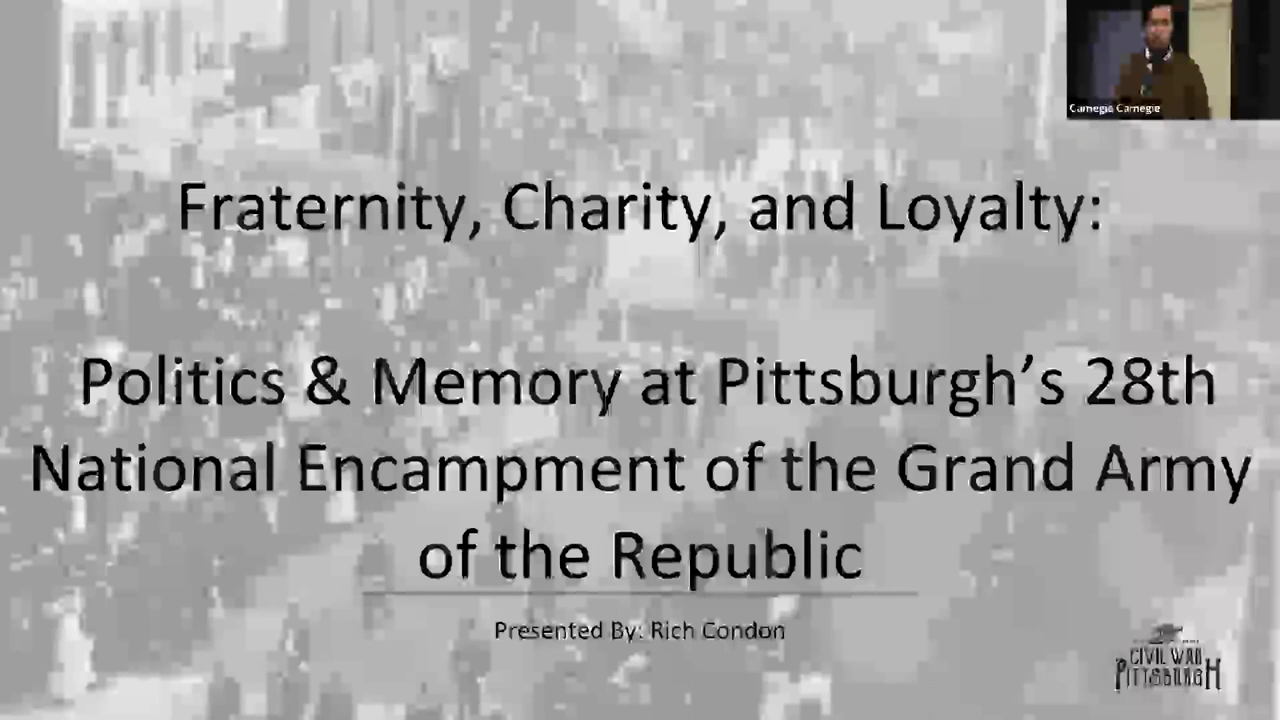 Carnegie Carnegie
Fraternity, Charity, and Loyalty:
Politics & Memory at Pittsburgh’s 28th
National Encampment of the Grand Army
of the Republic
Presented By: Rich Condon
CIVIL WAR
PITTSBURGH